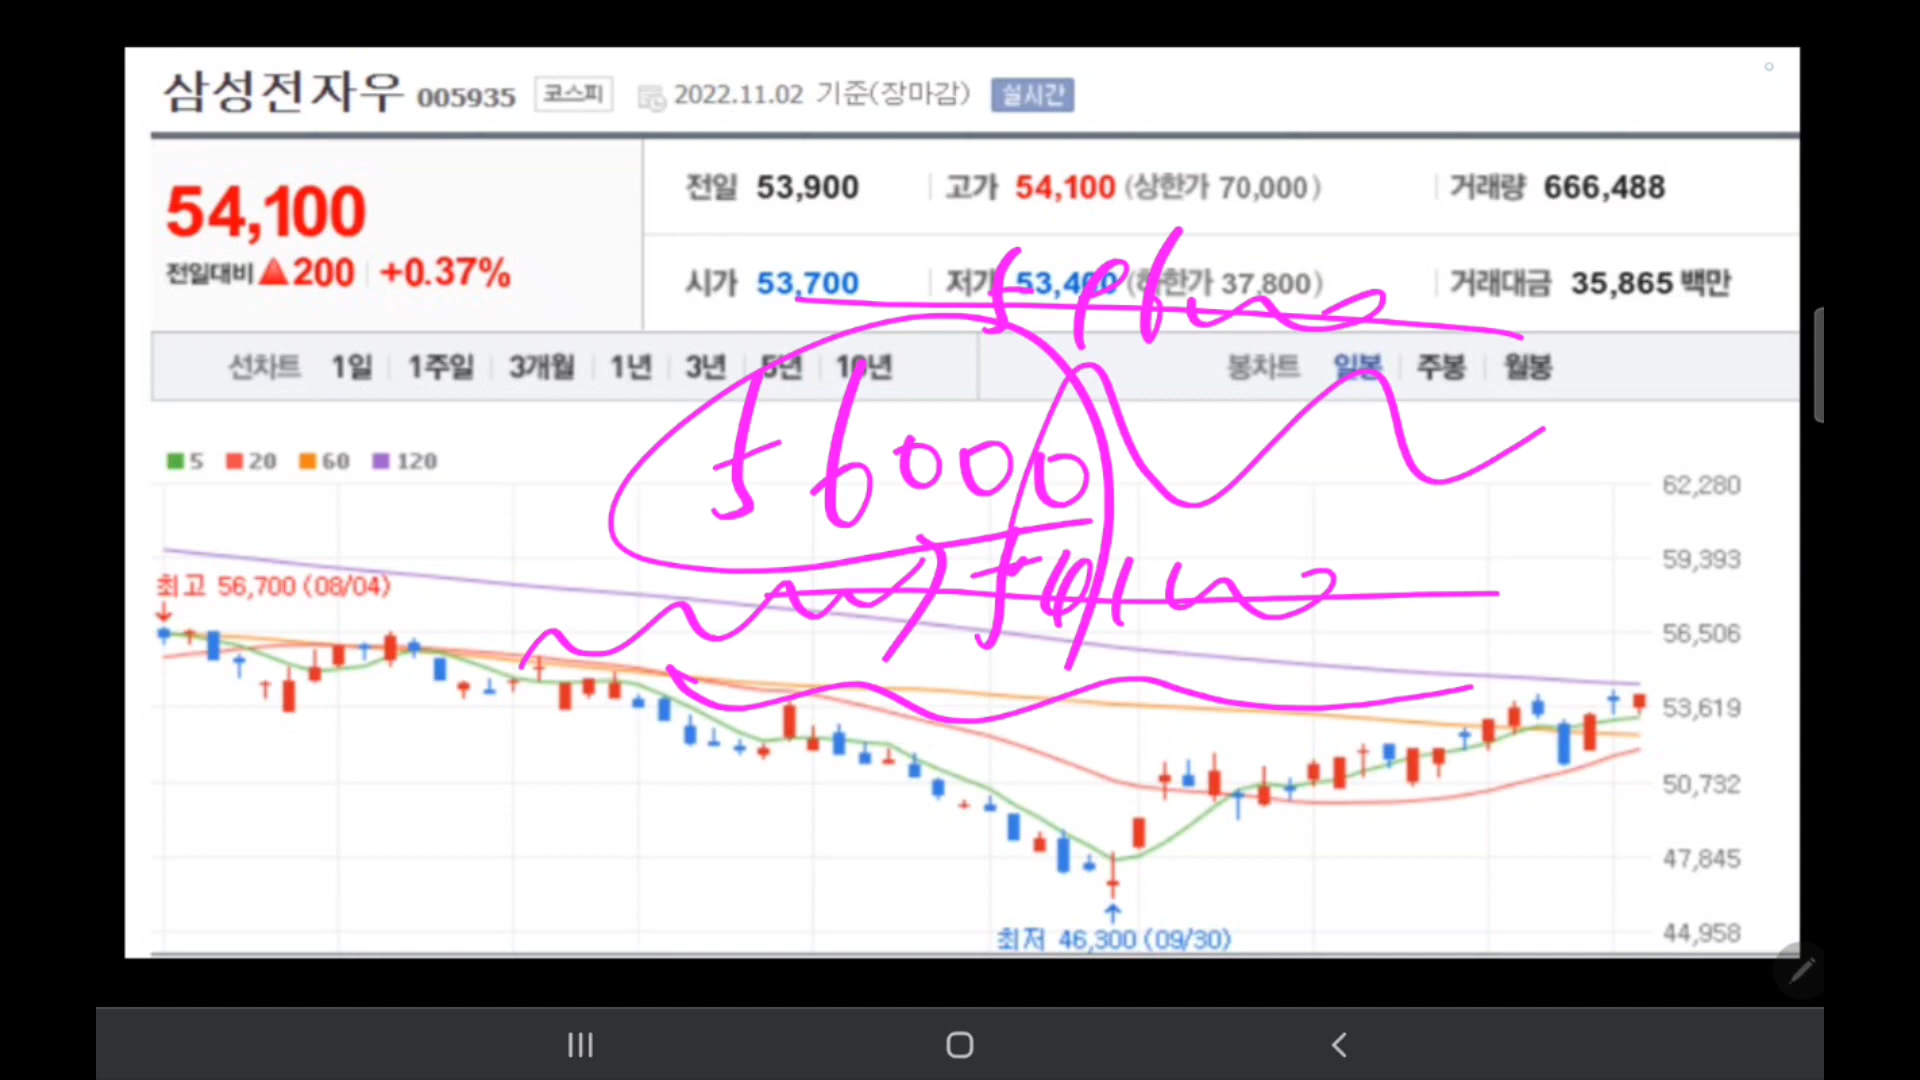 삼성전자우 005935 코스피 2022.11.02 기준(장마감) 실시간
54,100
전일대비 ▲200 +0.37%
전일 53,900 고가 54,100 (상한가 70,000) 거래량 666,488
시가 53,700 저가 53,400 (하한가 37,800) 거래대금 35,865 백만
선차트 1일 1주일 3개월 1년 3년 5년 10년 봉차트 일봉 주봉 월봉
56000
5 20 60 120
62,280
59,393
최고 56,700 (08/04)
56,506
53,619
50,732
47,845
최저 46,300 (09/30)
44,958